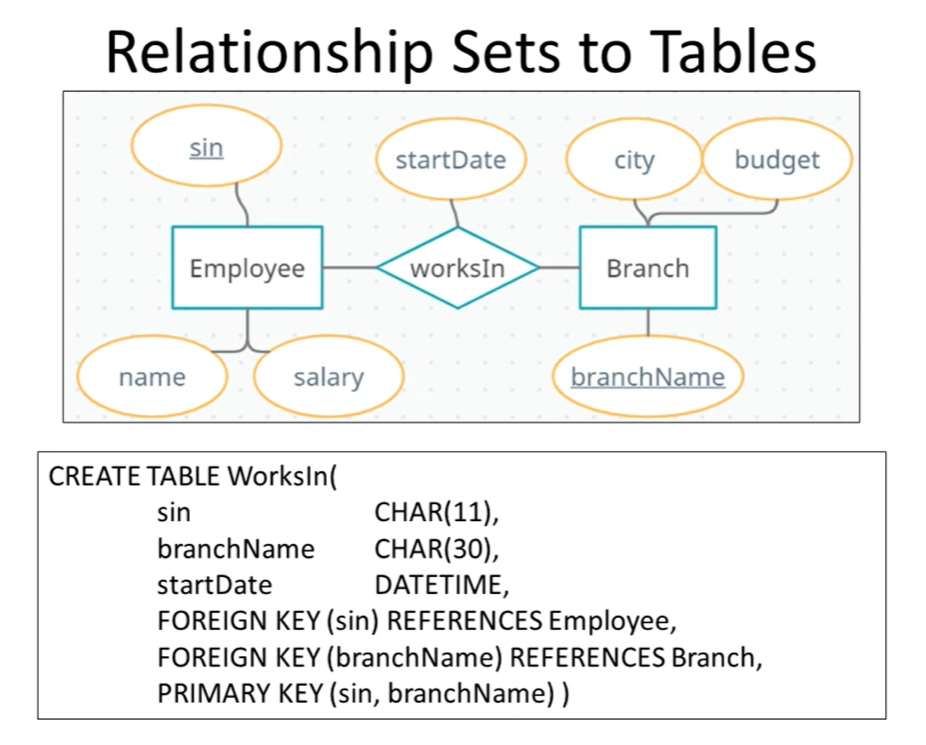 Relationship Sets to Tables
sin
startDate
city
budget
Employee
worksIn
Branch
name
salary
branchName
CREATE TABLE WorksIn(
sin CHAR(11),
branchName CHAR(30),
startDate DATETIME,
FOREIGN KEY (sin) REFERENCES Employee,
FOREIGN KEY (branchName) REFERENCES Branch,
PRIMARY KEY (sin, branchName) )